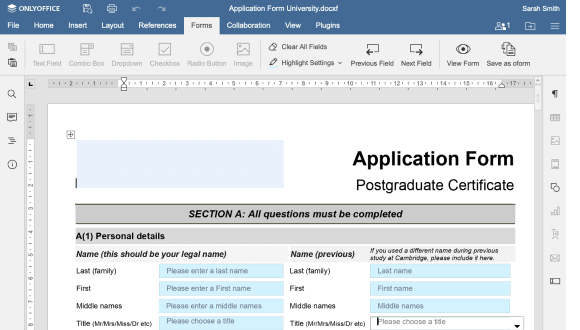 ONLYOFFICE
Application Form University.docxf
Sarah Smith
File Home Insert Layout References Forms Collaboration View Plugins
1
Text Field Combo Box Dropdown Checkbox Radio Button Image
Clear All Fields
Highlight Settings
Previous Field Next Field View Form Save as oform
Application Form
Postgraduate Certificate
SECTION A: All questions must be completed
A(1) Personal details
Name (this should be your legal name)
Name (previous)
If you used a different name during previous
study at Cambridge, please include it here.
Last (family) Please enter a last name Last (family) Last name
First Please enter a First name First First name
Middle names Please enter a middle names Middle names Middle names
Title (Mr/Mrs/Miss/Dr etc) Please choose a title Title (Mr/Mrs/Miss/Dr etc) Please choose a title